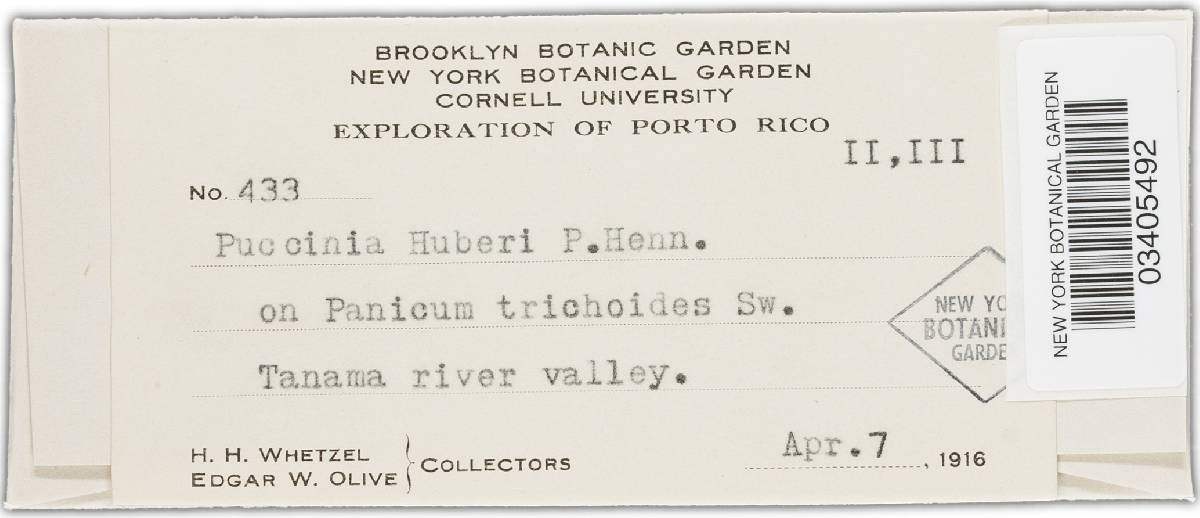 BROOKLYN BOTANIC GARDEN
NEW YORK BOTANICAL GARDEN
CORNELL UNIVERSITY
EXPLORATION OF PORTO RICO
II,III
No. 433
Puccinia Huberi P.Henn.
on Panicum trichoides Sw.
Tanama river valley.
NEW YO
BOTANI
GARDE
H. H. WHETZEL
EDGAR W. OLIVE
COLLECTORS
Apr.7, 1916
NEW YORK BOTANICAL GARDEN
03405492